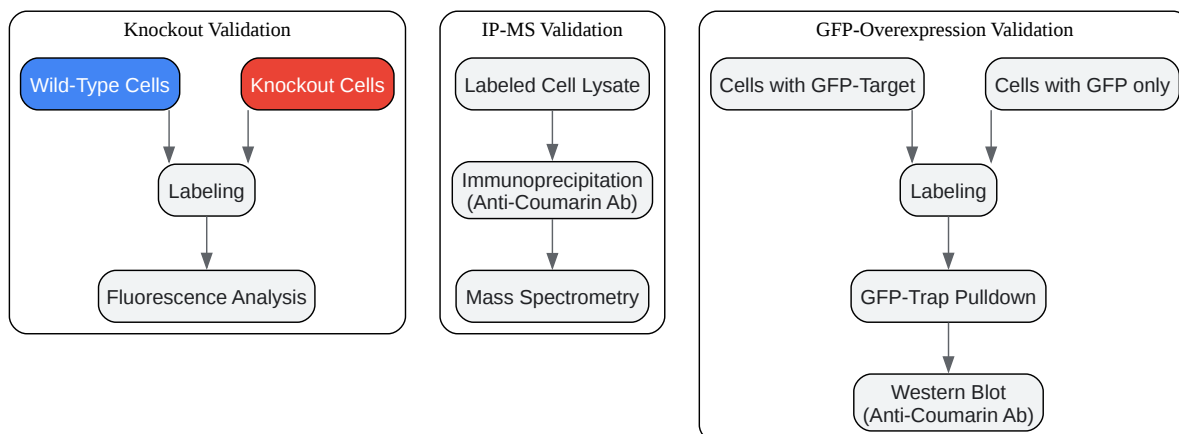 Knockout Validation
Wild-Type Cells
Knockout Cells
Labeling
Fluorescence Analysis
IP-MS Validation
Labeled Cell Lysate
Immunoprecipitation
(Anti-Coumarin Ab)
Mass Spectrometry
GFP-Overexpression Validation
Cells with GFP-Target
Cells with GFP only
Labeling
GFP-Trap Pulldown
Western Blot
(Anti-Coumarin Ab)